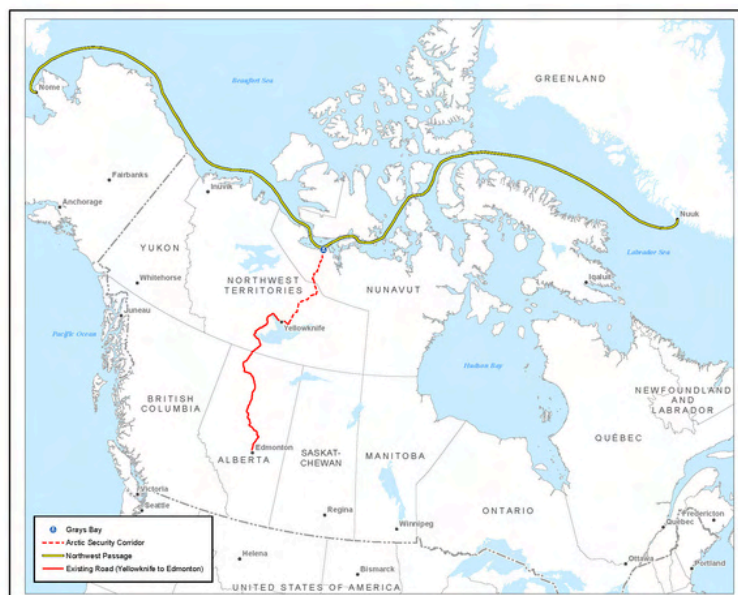 Beaufort Sea
GREENLAND
Nome
Fairbanks
Inuvik
Anchorage
Nuuk
YUKON
Labrador Sea
Whitehorse
NORTHWEST
TERRITORIES
NUNAVUT
Iqaluit
Juneau
Yellowknife
Pacific Ocean
Hudson Bay
BRITISH
COLUMBIA
NEWFOUNDLAND
AND
LABRADOR
Edmonton
ALBERTA
SASKAT-
CHEWAN
MANITOBA
QUÉBEC
Victoria
Seattle
Regina
Winnipeg
ONTARIO
Fredericton
Québec
Grays Bay
Arctic Security Corridor
Northwest Passage
Existing Road (Yellowknife to Edmonton)
Helena
Bismarck
Ottawa
Portland
UNITED STATES OF AMERICA